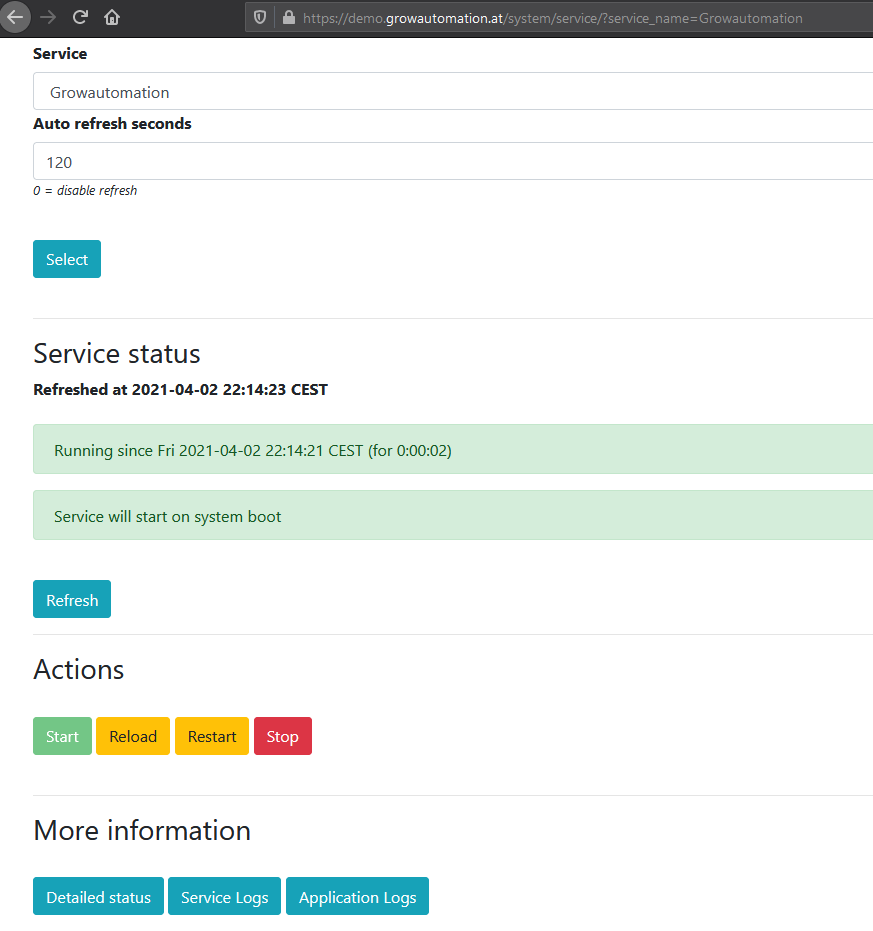 https://demo.growautomation.at/system/service/?service_name=Growautomation
Service
Growautomation
Auto refresh seconds
120
0 = disable refresh
Select
Service status
Refreshed at 2021-04-02 22:14:23 CEST
Running since Fri 2021-04-02 22:14:21 CEST (for 0:00:02)
Service will start on system boot
Refresh
Actions
Start Reload Restart Stop
More information
Detailed status Service Logs Application Logs